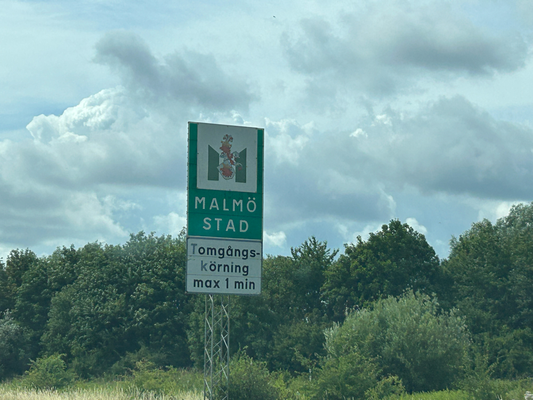 MALMÖ
STAD
Tomgångs-
körning
max 1 min